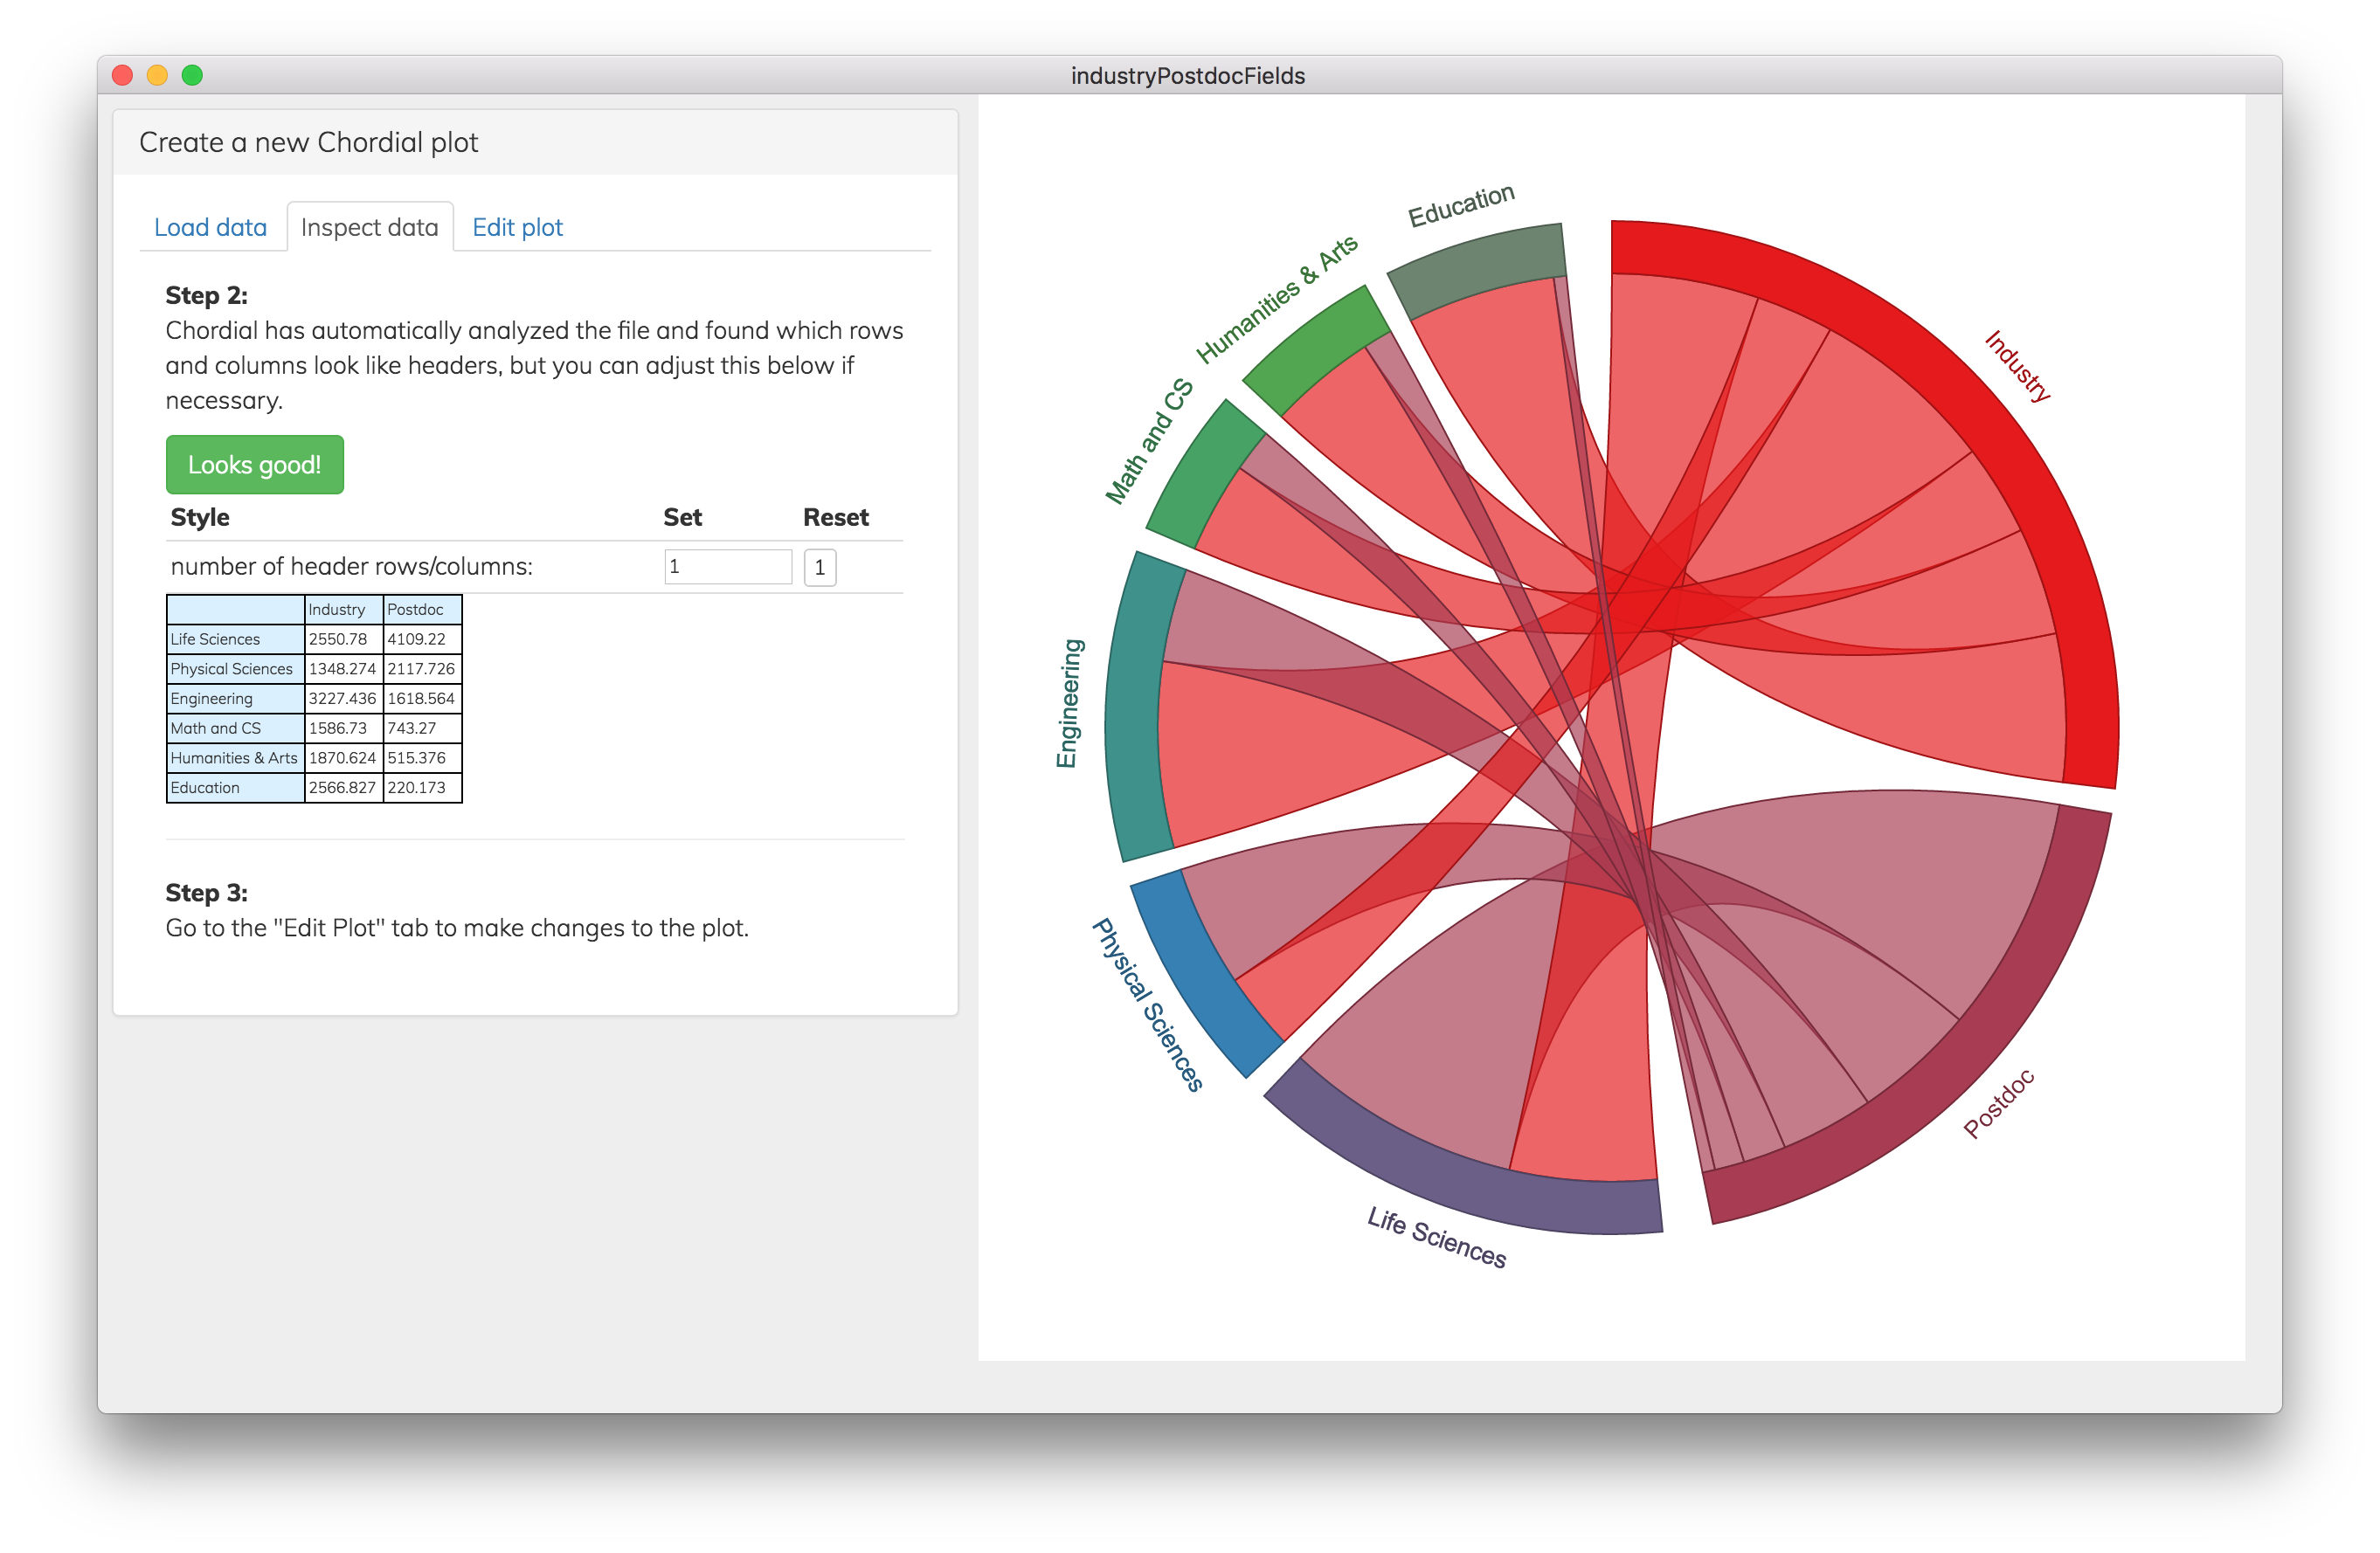 industryPostdocFields
Create a new Chordial plot
Load data Inspect data Edit plot
Step 2:
Chordial has automatically analyzed the file and found which rows
and columns look like headers, but you can adjust this below if
necessary.
Looks good!
Style Set Reset
number of header rows/columns: 1 1
Industry Postdoc
Life Sciences 2550.78 4109.22
Physical Sciences 1348.274 2117.726
Engineering 3227.436 1618.564
Math and CS 1586.73 743.27
Humanities & Arts 1870.624 515.376
Education 2566.827 220.173
Step 3:
Go to the "Edit Plot" tab to make changes to the plot.
Education
Humanities & Arts
Industry
Math and CS
Engineering
Physical Sciences
Postdoc
Life Sciences